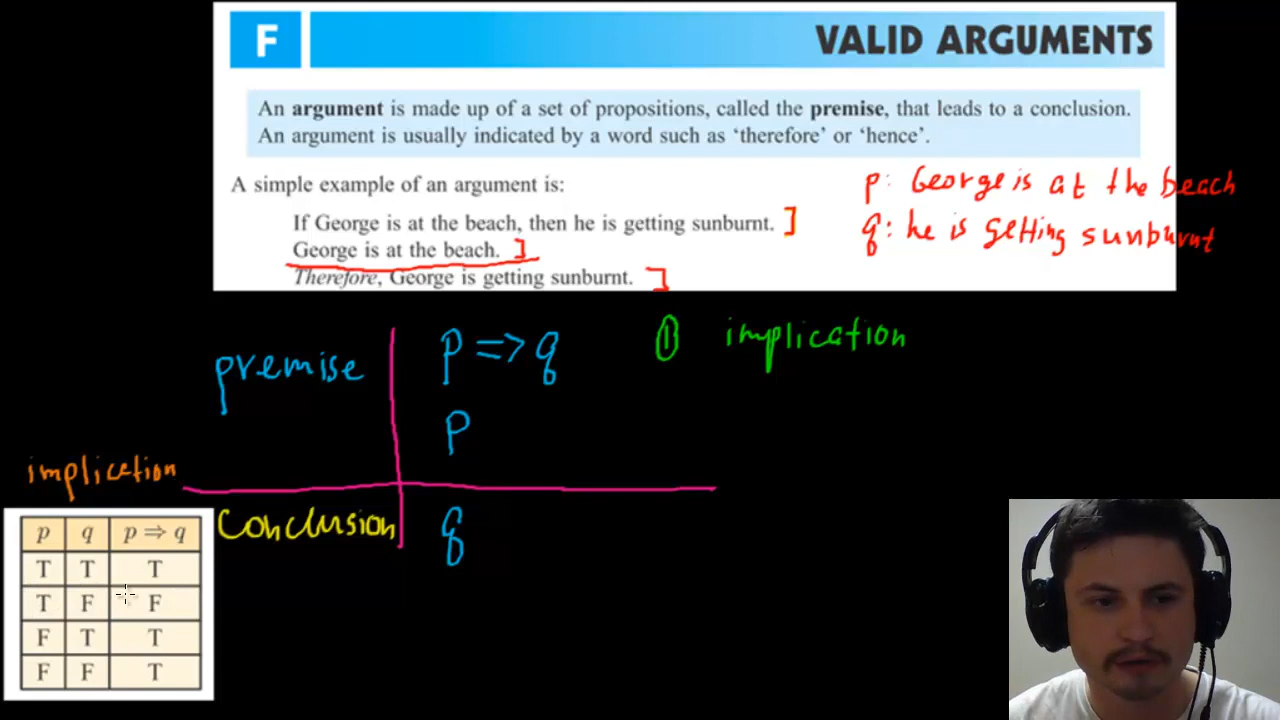 F VALID ARGUMENTS
An argument is made up of a set of propositions, called the premise, that leads to a conclusion.
An argument is usually indicated by a word such as ‘therefore’ or ‘hence’.
A simple example of an argument is:
If George is at the beach, then he is getting sunburnt. ]
George is at the beach. ]
Therefore, George is getting sunburnt. ]
p: George is at the beach
q: he is getting sunburnt
premise p => q
① implication
p
conclusion q
implication
p q p ⇒ q
T T T
T F F
F T T
F F T